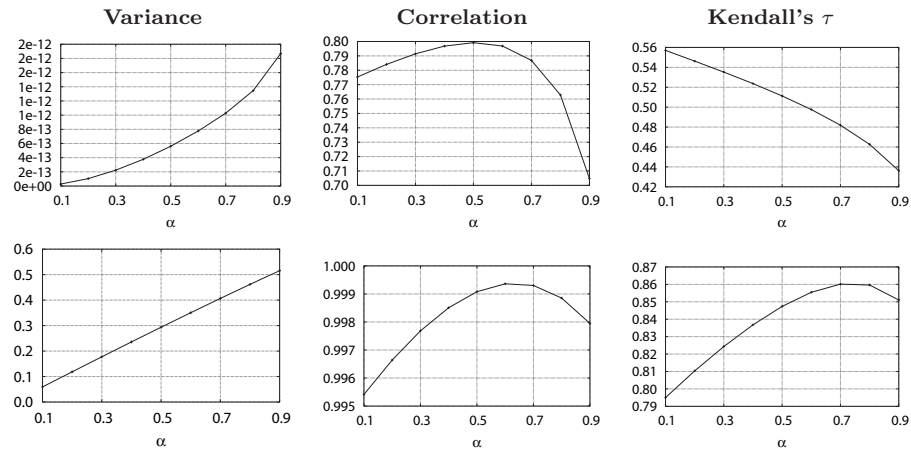 Variance Correlation Kendall's τ
2e-12
2e-12
2e-12
1e-12
1e-12
1e-12
8e-13
6e-13
4e-13
2e-13
0e+00
0.1 0.3 0.5 0.7 0.9
α
0.80
0.79
0.78
0.77
0.76
0.75
0.74
0.73
0.72
0.71
0.70
0.1 0.3 0.5 0.7 0.9
α
0.56
0.54
0.52
0.50
0.48
0.46
0.44
0.42
0.1 0.3 0.5 0.7 0.9
α
0.6
0.5
0.4
0.3
0.2
0.1
0.0
0.1 0.3 0.5 0.7 0.9
α
1.000
0.999
0.998
0.997
0.996
0.995
0.1 0.3 0.5 0.7 0.9
α
0.87
0.86
0.85
0.84
0.83
0.82
0.81
0.80
0.79
0.1 0.3 0.5 0.7 0.9
α